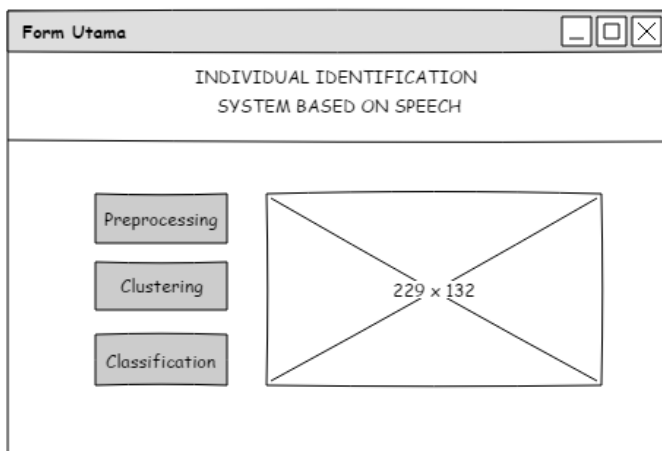 Form Utama
INDIVIDUAL IDENTIFICATION
SYSTEM BASED ON SPEECH
Preprocessing
Clustering
229 x 132
Classification